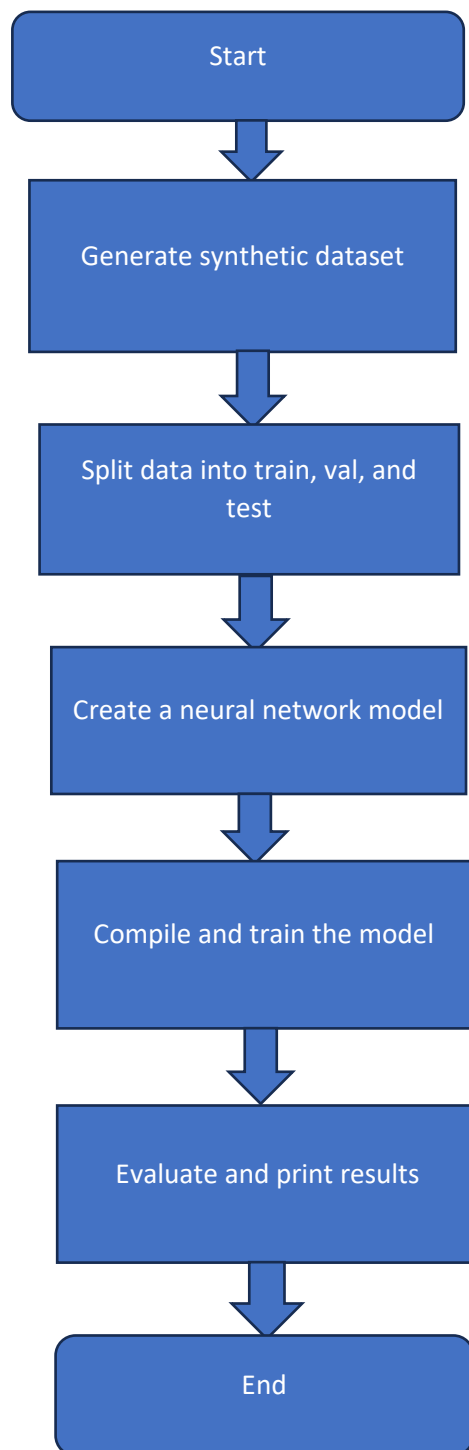 Start
Generate synthetic dataset
Split data into train, val, and
test
Create a neural network model
Compile and train the model
Evaluate and print results
End